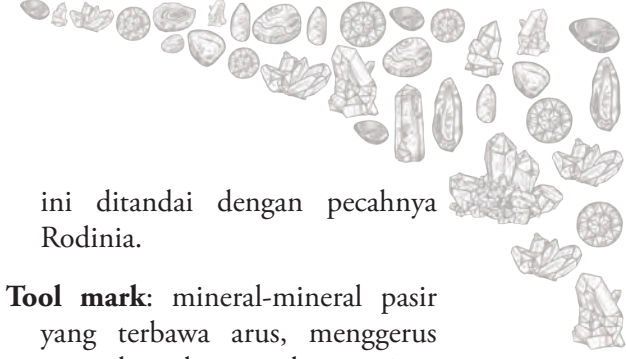 ini ditandai dengan pecahnya
Rodinia.
Tool mark: mineral-mineral pasir
yang terbawa arus, menggerus